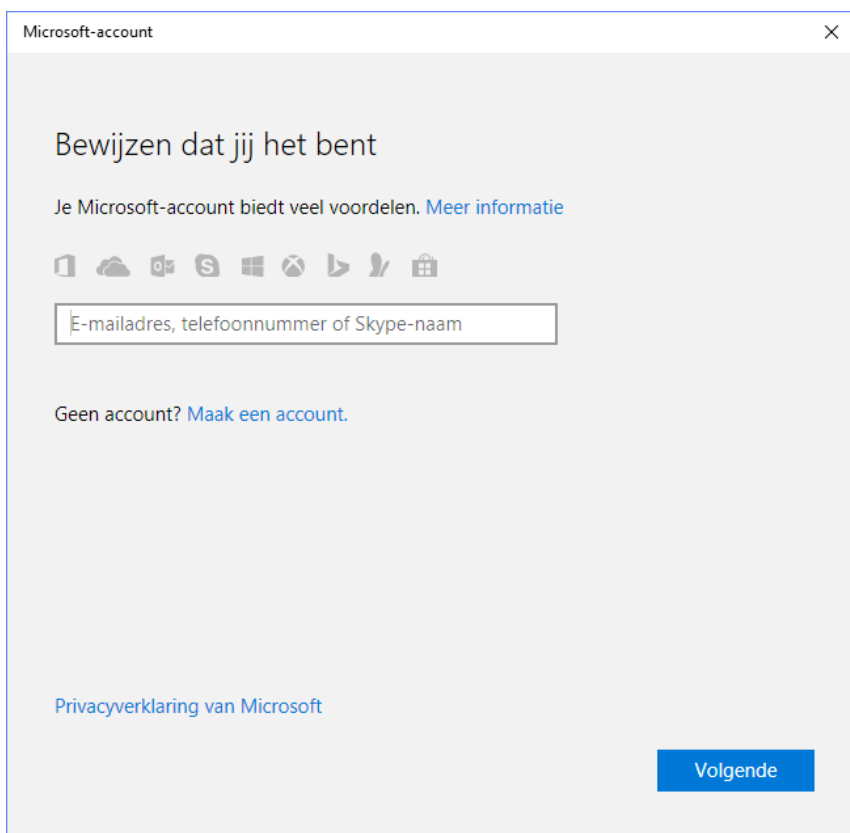 Microsoft-account
Bewijzen dat jij het bent
Je Microsoft-account biedt veel voordelen. Meer informatie
E-mailadres, telefoonnummer of Skype-naam
Geen account? Maak een account.
Privacyverklaring van Microsoft
Volgende